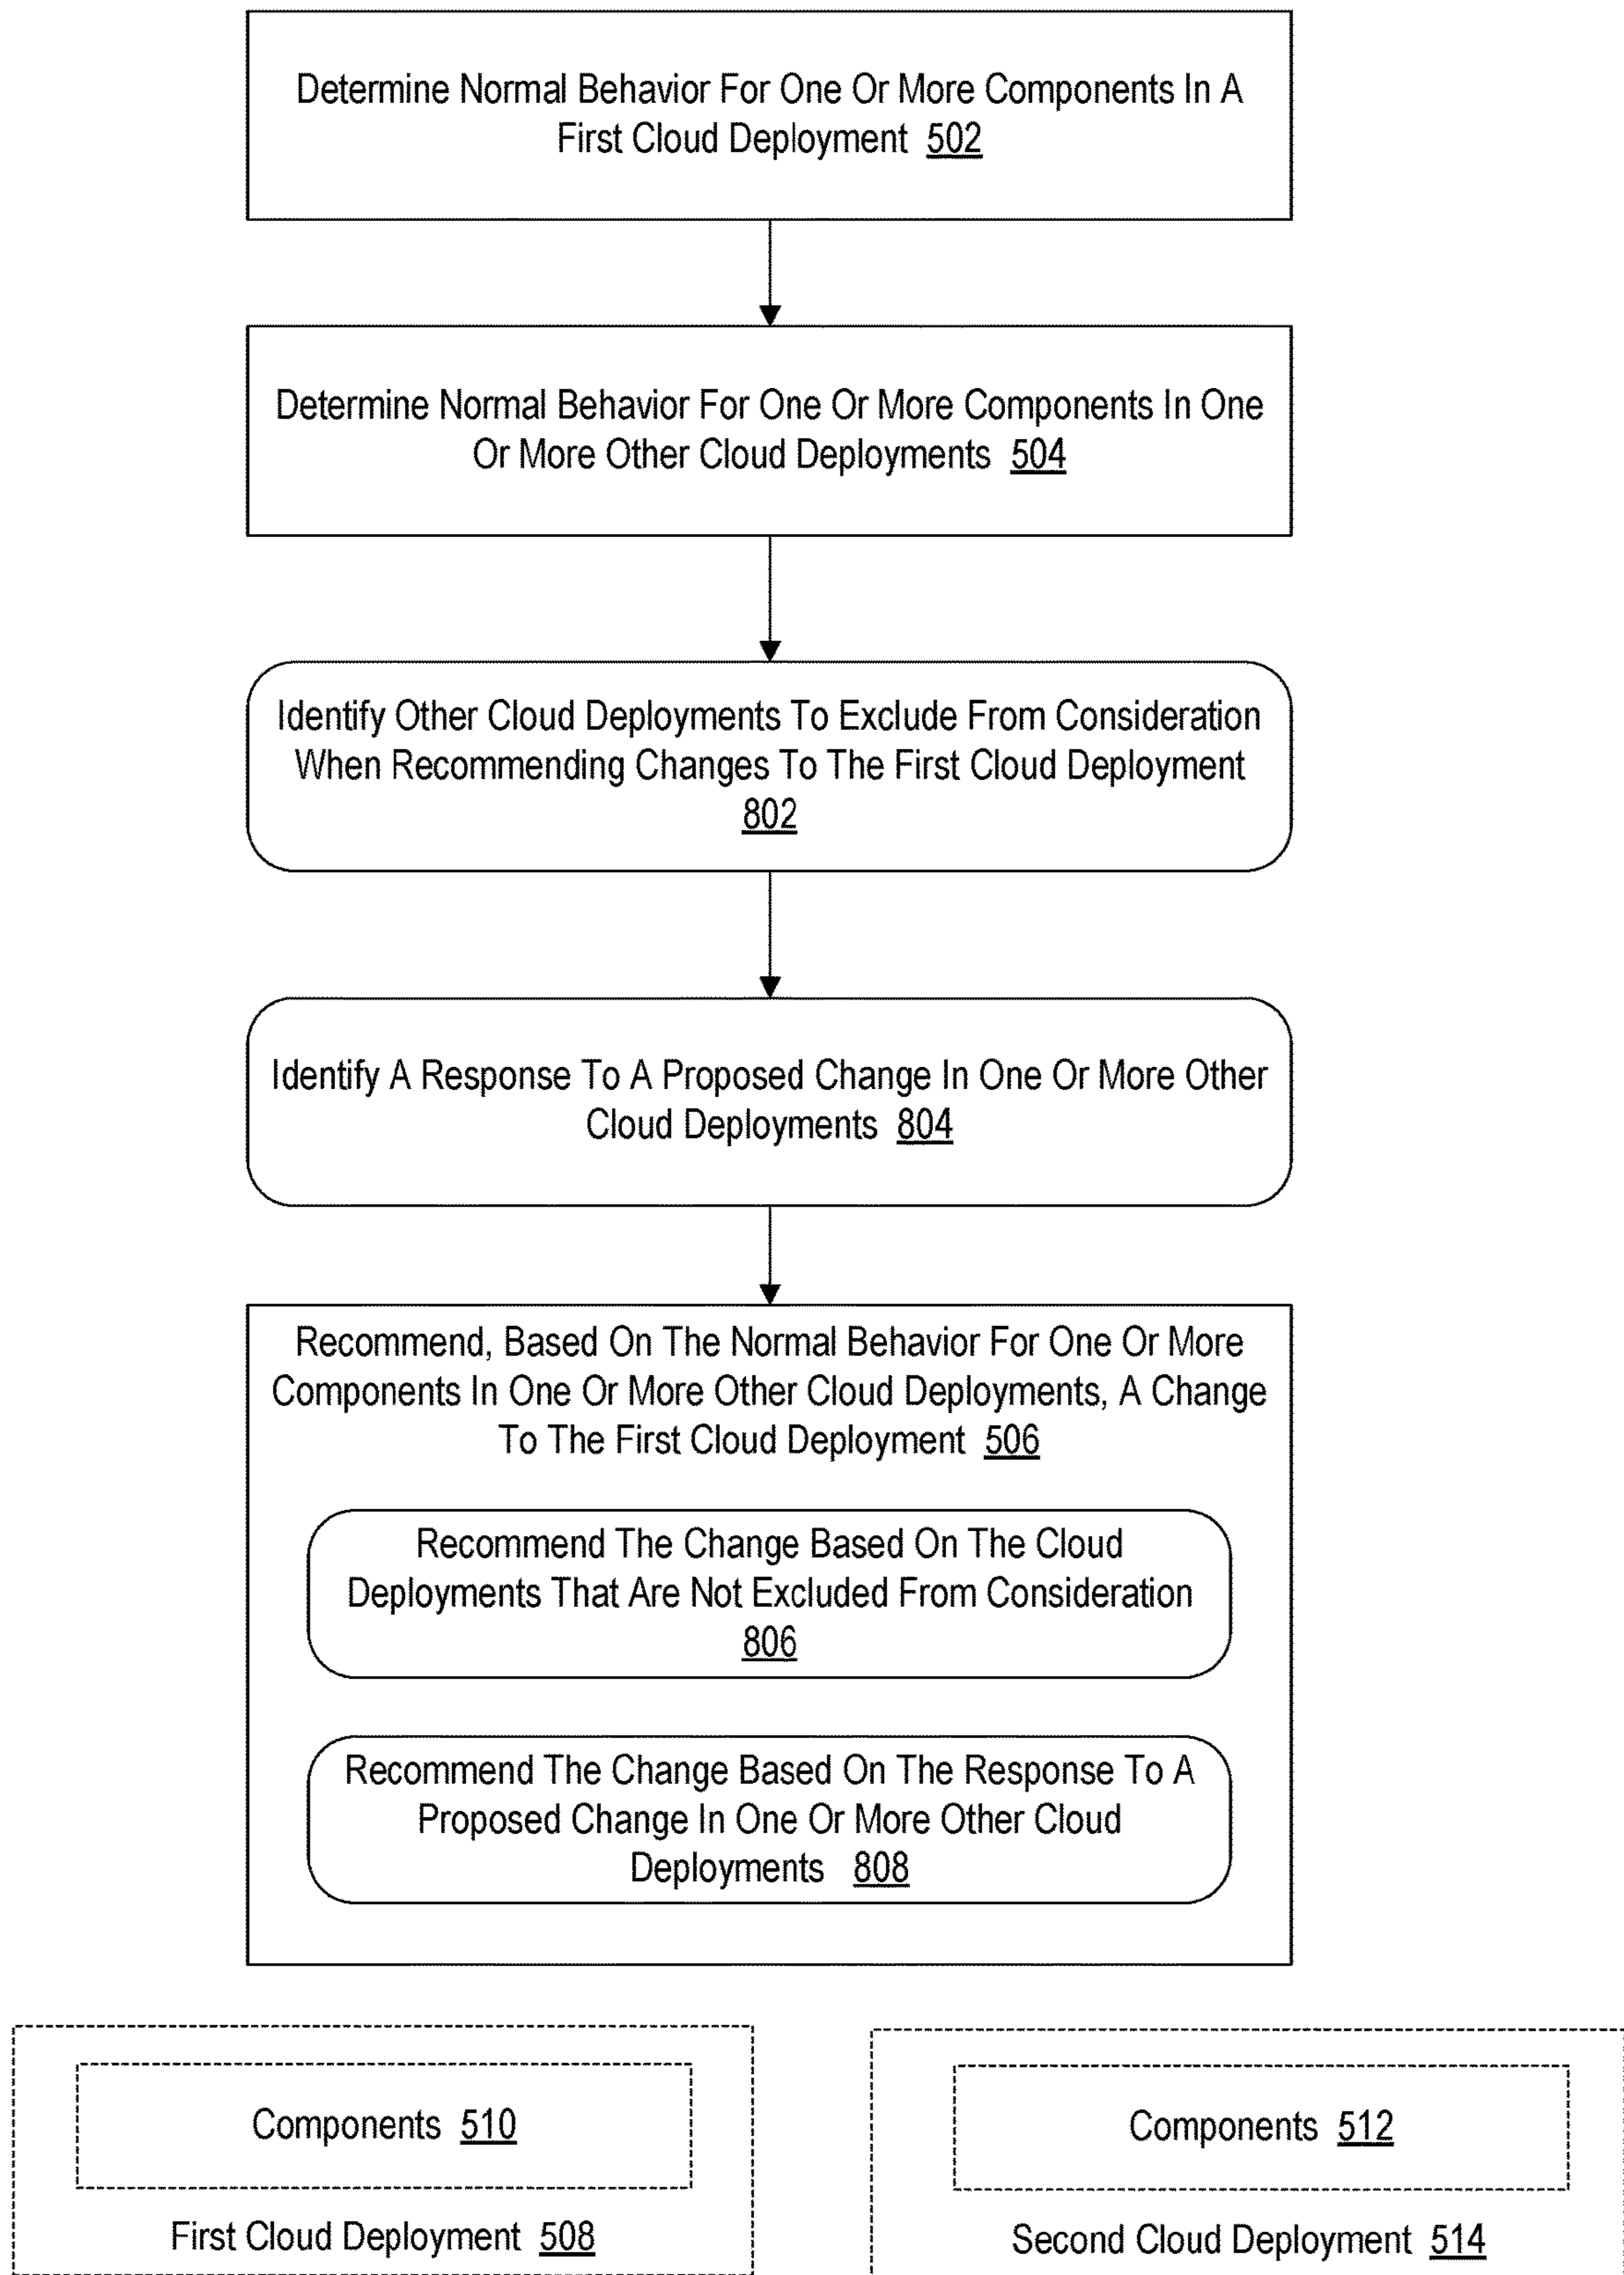 Determine Normal Behavior For One Or More Components In A
First Cloud Deployment 502
Determine Normal Behavior For One Or More Components In One
Or More Other Cloud Deployments 504
Identify Other Cloud Deployments To Exclude From Consideration
When Recommending Changes To The First Cloud Deployment
802
Identify A Response To A Proposed Change In One Or More Other
Cloud Deployments 804
Recommend, Based On The Normal Behavior For One Or More
Components In One Or More Other Cloud Deployments, A Change
To The First Cloud Deployment 506
Recommend The Change Based On The Cloud
Deployments That Are Not Excluded From Consideration
806
Recommend The Change Based On The Response To A
Proposed Change In One Or More Other Cloud
Deployments 808
Components 510
First Cloud Deployment 508
Components 512
Second Cloud Deployment 514